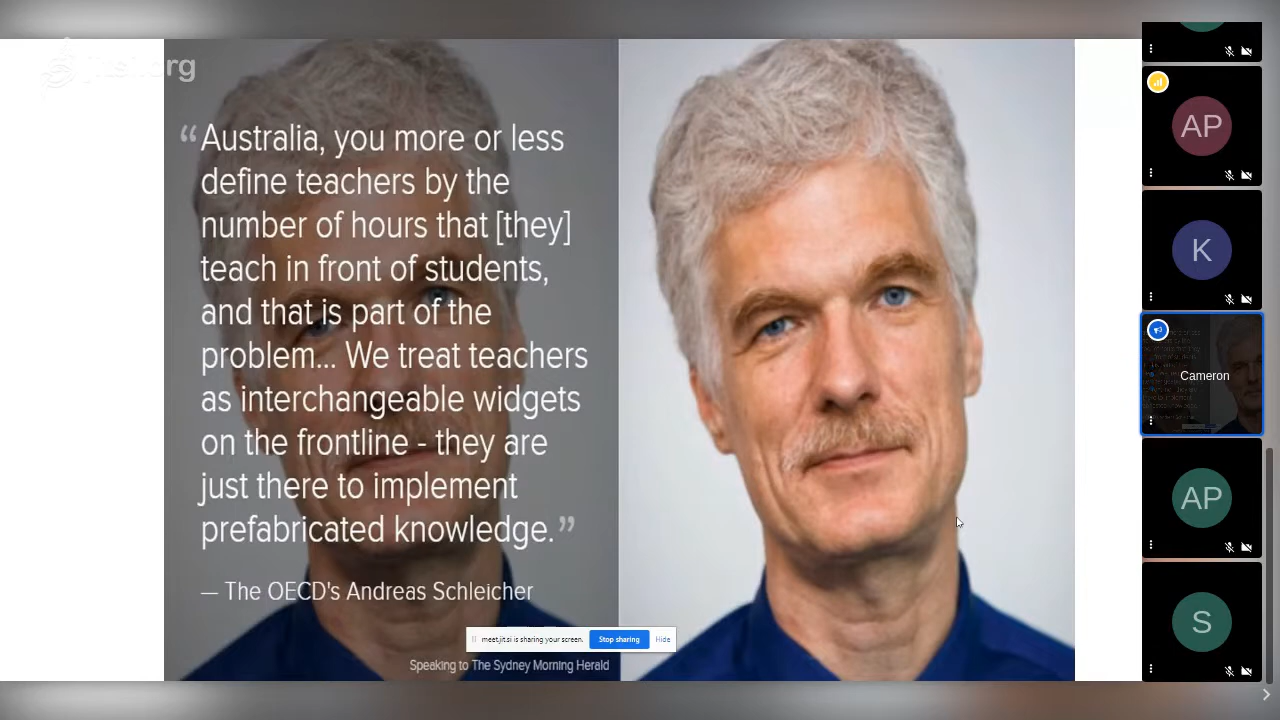 “Australia, you more or less
define teachers by the
number of hours that [they]
teach in front of students,
and that is part of the
problem... We treat teachers
as interchangeable widgets
on the frontline - they are
just there to implement
prefabricated knowledge.”
— The OECD's Andreas Schleicher
Speaking to The Sydney Morning Herald
meet.jit.si is sharing your screen.
Stop sharing
Hide
AP
K
Cameron
AP
S